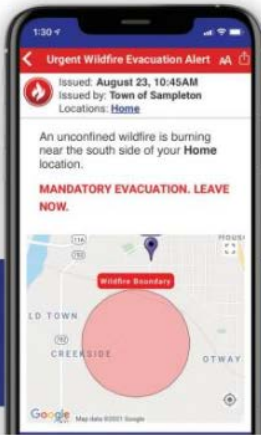 1:30
Urgent Wildfire Evacuation Alert AA
Issued: August 23, 10:45AM
Issued by: Town of Sampleton
Locations: Home
An unconfined wildfire is burning
near the south side of your Home
location.
MANDATORY EVACUATION. LEAVE
NOW.
116
Wildfire Boundary
LD TOWN
CREEKSIDE
OTWAY
Google Map data ©2021 Google